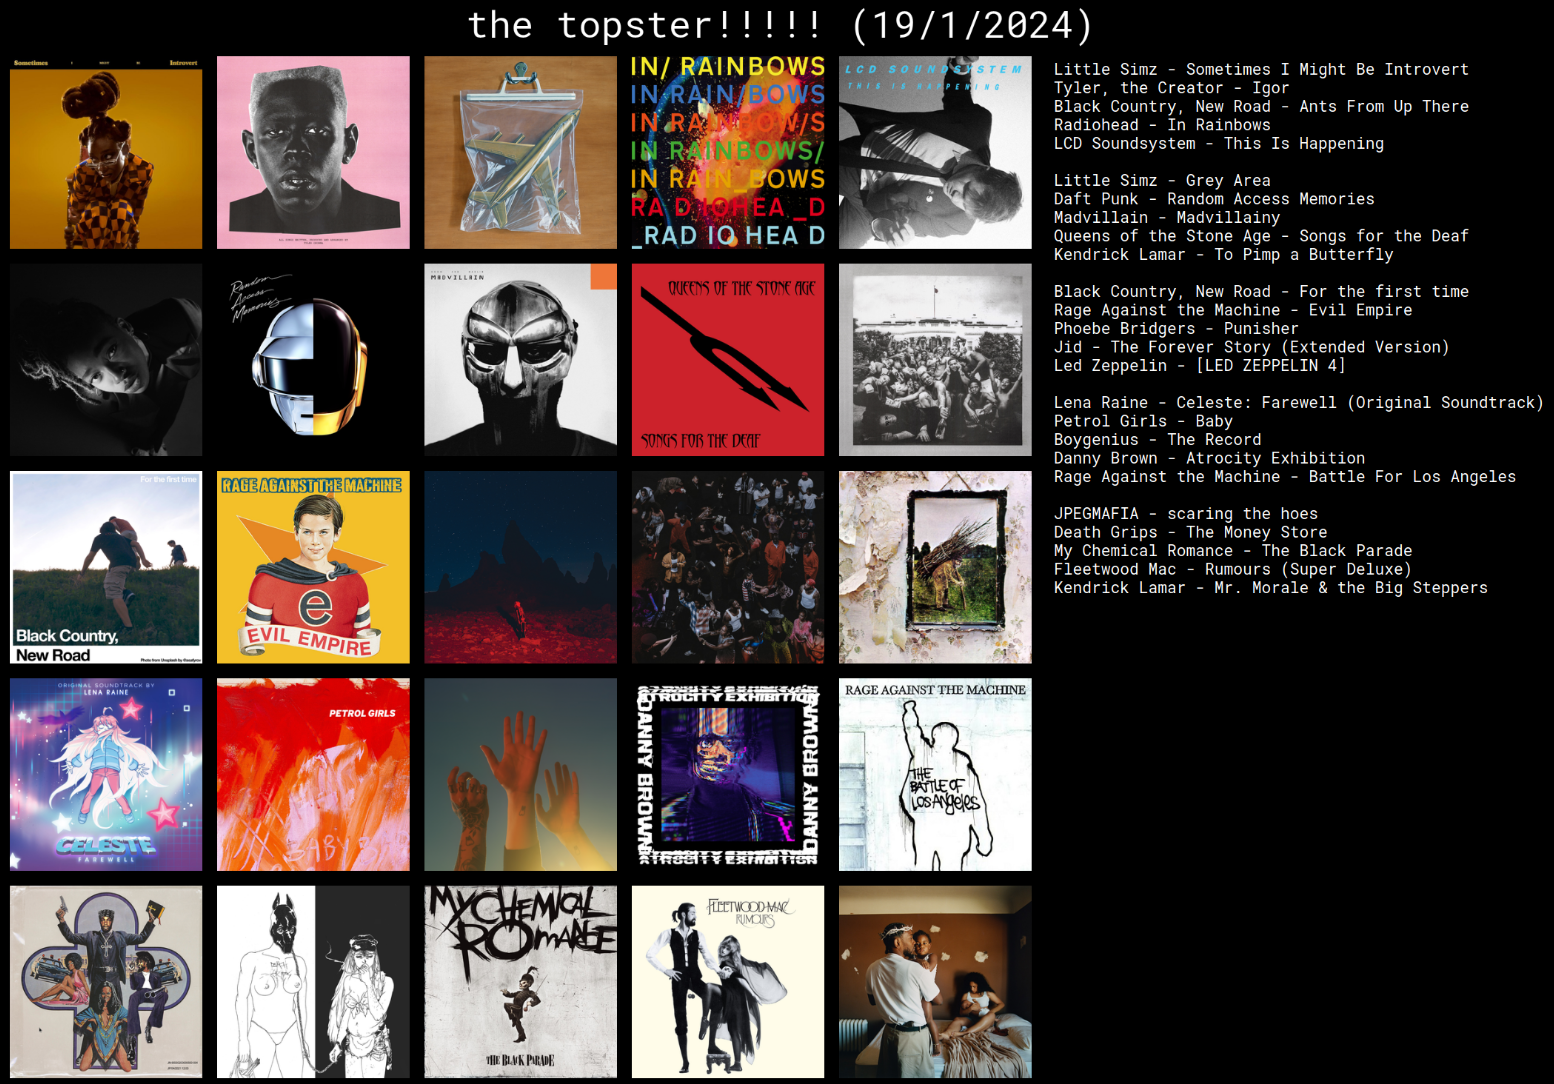 the topster!!!!! (19/1/2024)
Sometimes I MIGHT BE Introvert
IN/ RAINBOWS
IN RAIN/BOWS
IN RAINBOW/S
IN RAINBOWS/
IN RAIN_BOWS
RA D IOHEA_D
_RAD IO HEA D
LCD SOUNDSYSTEM
THIS IS HAPPENING
Little Simz - Sometimes I Might Be Introvert
Tyler, the Creator - Igor
Black Country, New Road - Ants From Up There
Radiohead - In Rainbows
LCD Soundsystem - This Is Happening
Little Simz - Grey Area
Daft Punk - Random Access Memories
Madvillain - Madvillainy
Queens of the Stone Age - Songs for the Deaf
Kendrick Lamar - To Pimp a Butterfly
Black Country, New Road - For the first time
Rage Against the Machine - Evil Empire
Phoebe Bridgers - Punisher
Jid - The Forever Story (Extended Version)
Led Zeppelin - [LED ZEPPELIN 4]
Lena Raine - Celeste: Farewell (Original Soundtrack)
Petrol Girls - Baby
Boygenius - The Record
Danny Brown - Atrocity Exhibition
Rage Against the Machine - Battle For Los Angeles
JPEGMAFIA - scaring the hoes
Death Grips - The Money Store
My Chemical Romance - The Black Parade
Fleetwood Mac - Rumours (Super Deluxe)
Kendrick Lamar - Mr. Morale & the Big Steppers
Random
Access
Memories
MADVILLAIN
QUEENS OF THE STONE AGE
SONGS FOR THE DEAF
For the first time
Black Country,
New Road
Photo from Unsplash by
RAGE AGAINST THE MACHINE
e
EVIL EMPIRE
ORIGINAL SOUNDTRACK BY
LENA RAINE
CELESTE
FAREWELL
PETROL GIRLS
BABY
ATROCITY EXHIBITION
DANNY BROWN
DANNY BROWN
ATROCITY EXHIBITION
RAGE AGAINST THE MACHINE
THE
BATTLE OF
LOS ANGELES
MY CHEMICAL
ROMANCE
THE BLACK PARADE
FLEETWOOD MAC
RUMOURS